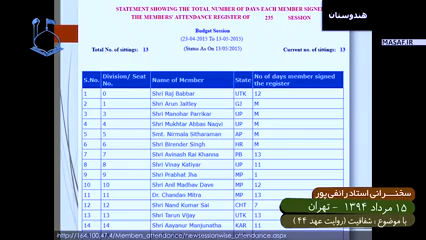 هندوستان
MASAF.IR
STATEMENT SHOWING THE TOTAL NUMBER OF DAYS EACH MEMBER SIGNED
THE MEMBERS' ATTENDANCE REGISTER OF 235 SESSION
Budget Session
(23-04-2015 To 13-05-2015)
Total No. of sittings: 13 (Status As On 13/05/2015) Current no. of sittings: 13
S.No. Division/ Seat No. Name of Member State No of days member signed the register
1 0 Shri Raj Babbar UTK 12
2 1 Shri Arun Jaitley GJ M
3 3 Shri Manohar Parrikar UP M
4 4 Shri Mukhtar Abbas Naqvi UP M
5 5 Smt. Nirmala Sitharaman AP M
6 6 Shri Birender Singh HR M
7 7 Shri Avinash Rai Khanna PB 13
8 8 Shri Vinay Katiyar UP 11
9 9 Shri Prabhat Jha MP 1
10 10 Shri Anil Madhav Dave MP 12
11 11 Dr. Chandan Mitra MP 13
12 12 Shri Nand Kumar Sai CHT 7
13 13 Shri Tarun Vijay UTK 13
14 14 Shri Aayanur Manjunatha KAR 11
http://164.100.47.4/Members_attendance/newsessionwise_attendance.aspx
سخنرانی استاد رائفی‌پور
۱۵ مرداد ۱۳۹۴ - تهران
با موضوع : شفافیت (روایت عهد ۴۴)